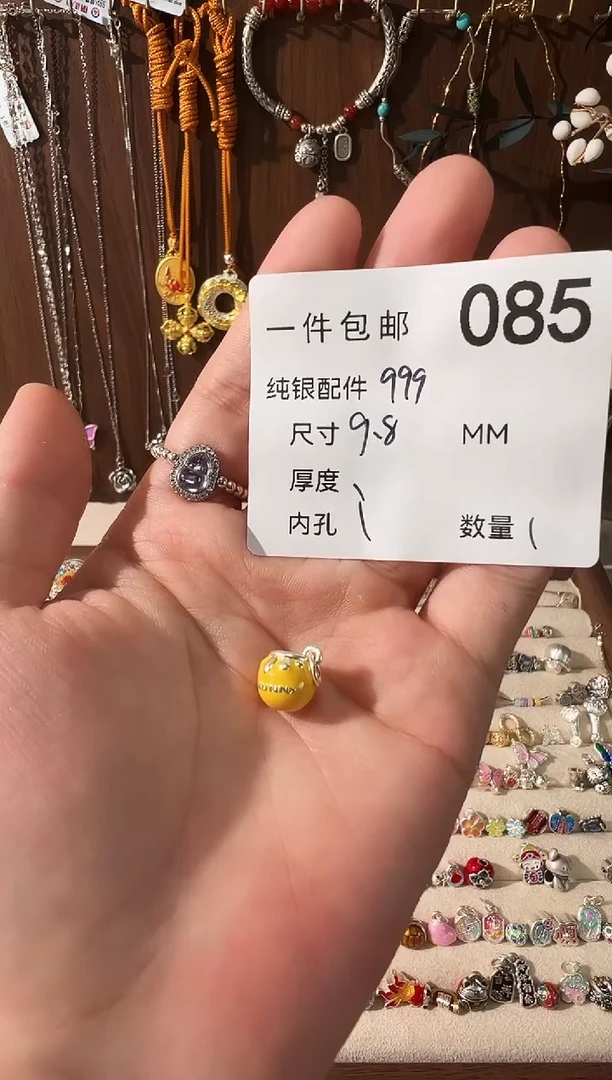 一件包邮 085
纯银配件 999
尺寸 9.8 MM
厚度 、
内孔 1 数量 1